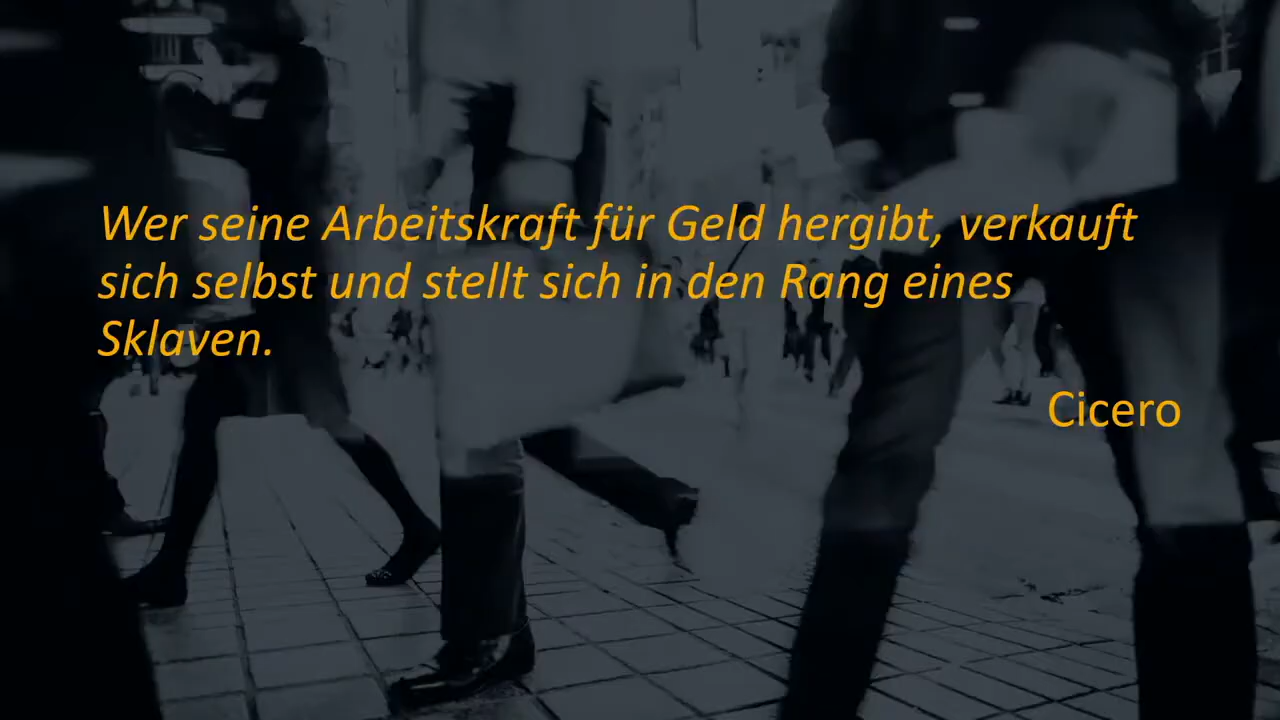 Wer seine Arbeitskraft für Geld hergibt, verkauft
sich selbst und stellt sich in den Rang eines
Sklaven.
Cicero